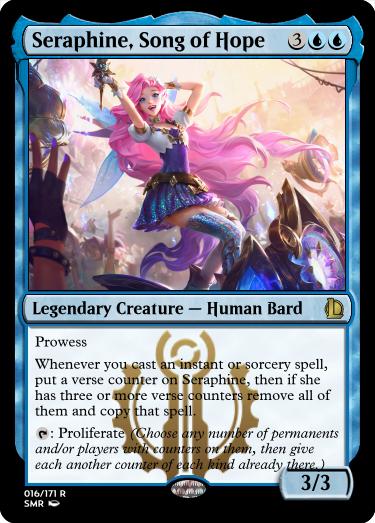 Seraphine, Song of Hope 3
Legendary Creature — Human Bard
Prowess
Whenever you cast an instant or sorcery spell,
put a verse counter on Seraphine, then if she
has three or more verse counters remove all of
them and copy that spell.
: Proliferate (Choose any number of permanents
and/or players with counters on them, then give
each another counter of each kind already there.)
3/3
016/171 R
SMR